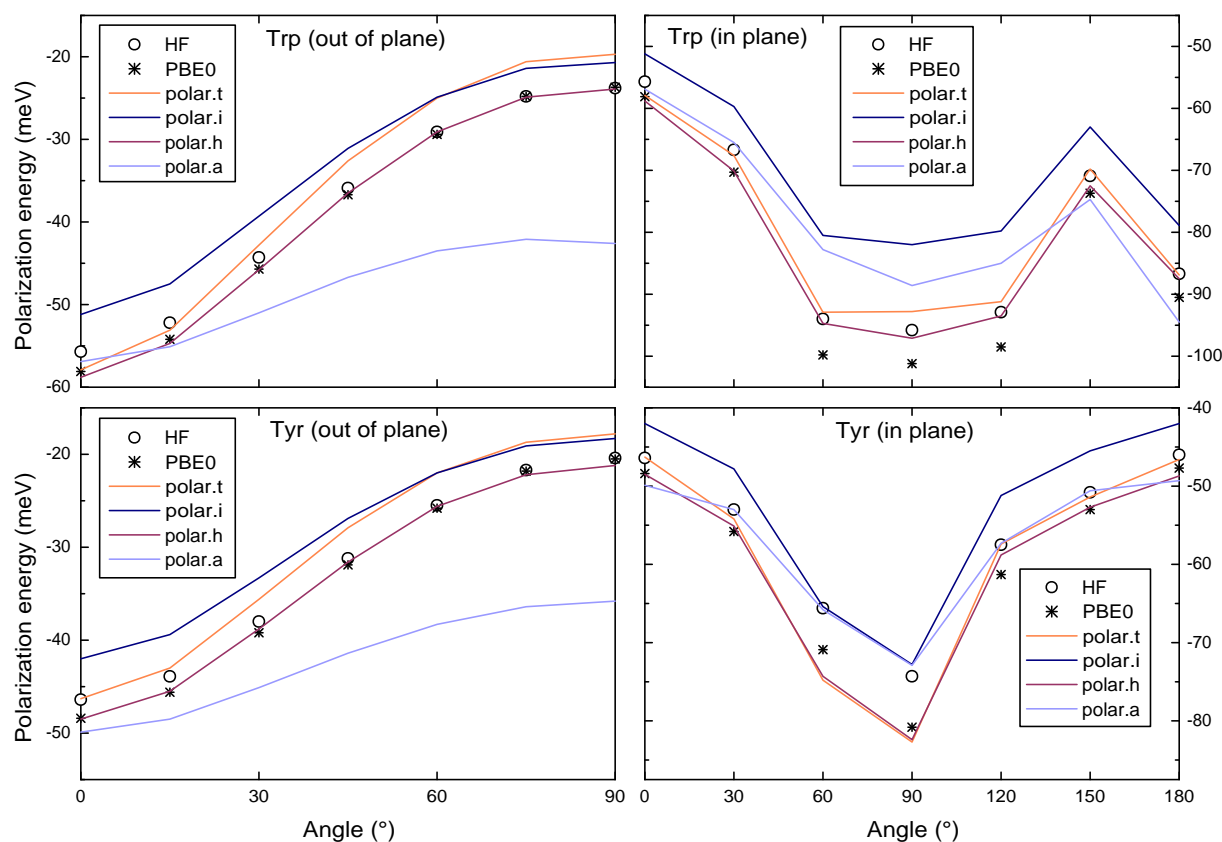 Trp (out of plane)
HF
PBE0
polar.t
polar.i
polar.h
polar.a
-20
-30
-40
-50
-60
Polarization energy (meV)
Trp (in plane)
HF
PBE0
polar.t
polar.i
polar.h
polar.a
-50
-60
-70
-80
-90
-100
Tyr (out of plane)
HF
PBE0
polar.t
polar.i
polar.h
polar.a
-20
-30
-40
-50
Polarization energy (meV)
0 30 60 90
Angle (°)
Tyr (in plane)
HF
PBE0
polar.t
polar.i
polar.h
polar.a
-40
-50
-60
-70
-80
0 30 60 90 120 150 180
Angle (°)